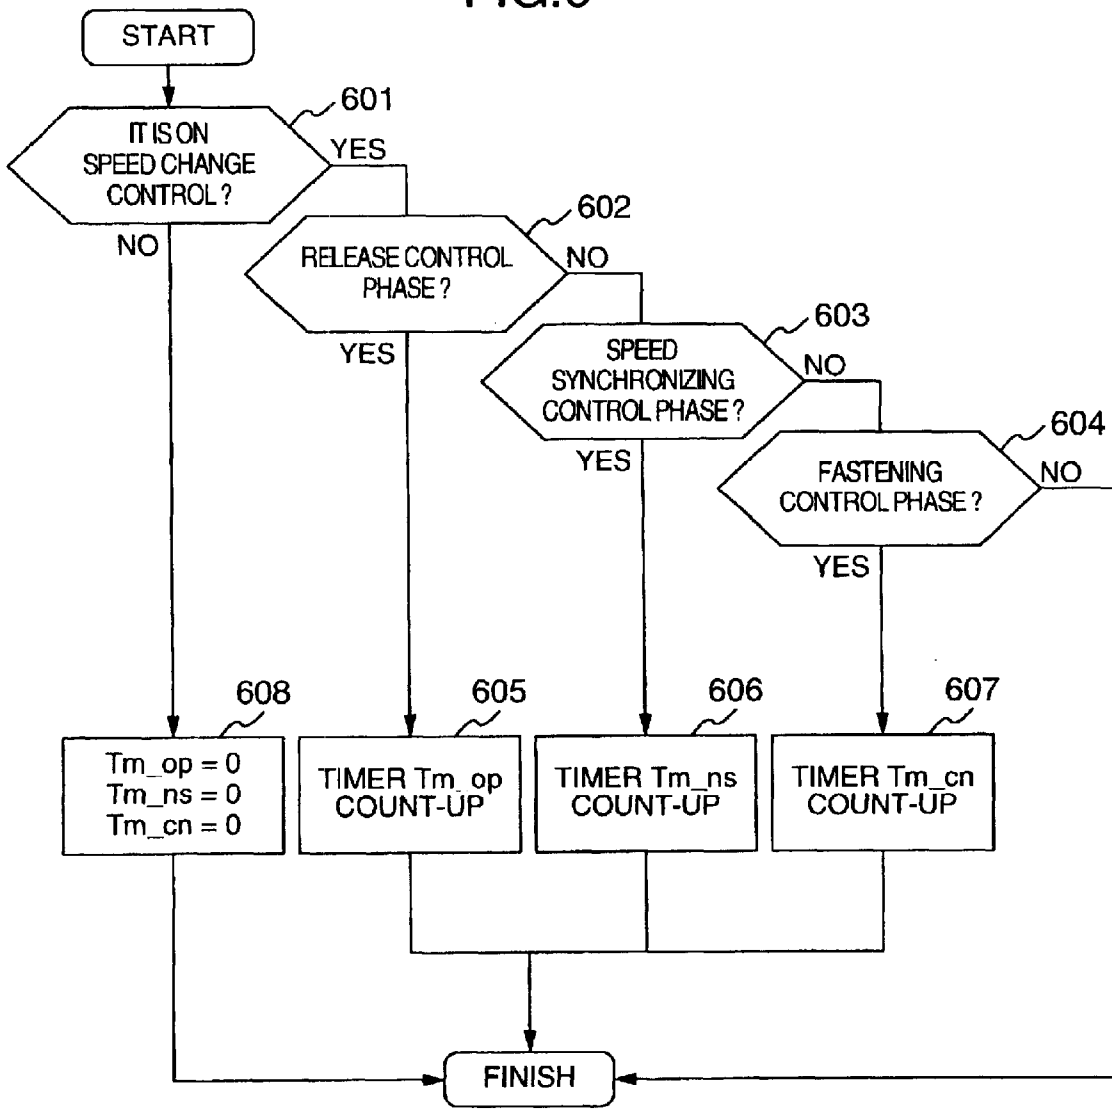 START
601
IT IS ON
SPEED CHANGE
CONTROL?
YES
NO
602
RELEASE CONTROL
PHASE?
NO
YES
603
SPEED
SYNCHRONIZING
CONTROL PHASE?
NO
YES
604
FASTENING
CONTROL PHASE?
NO
YES
608
Tm_op = 0
Tm_ns = 0
Tm_cn = 0
605
TIMER Tm_op
COUNT-UP
606
TIMER Tm_ns
COUNT-UP
607
TIMER Tm_cn
COUNT-UP
FINISH